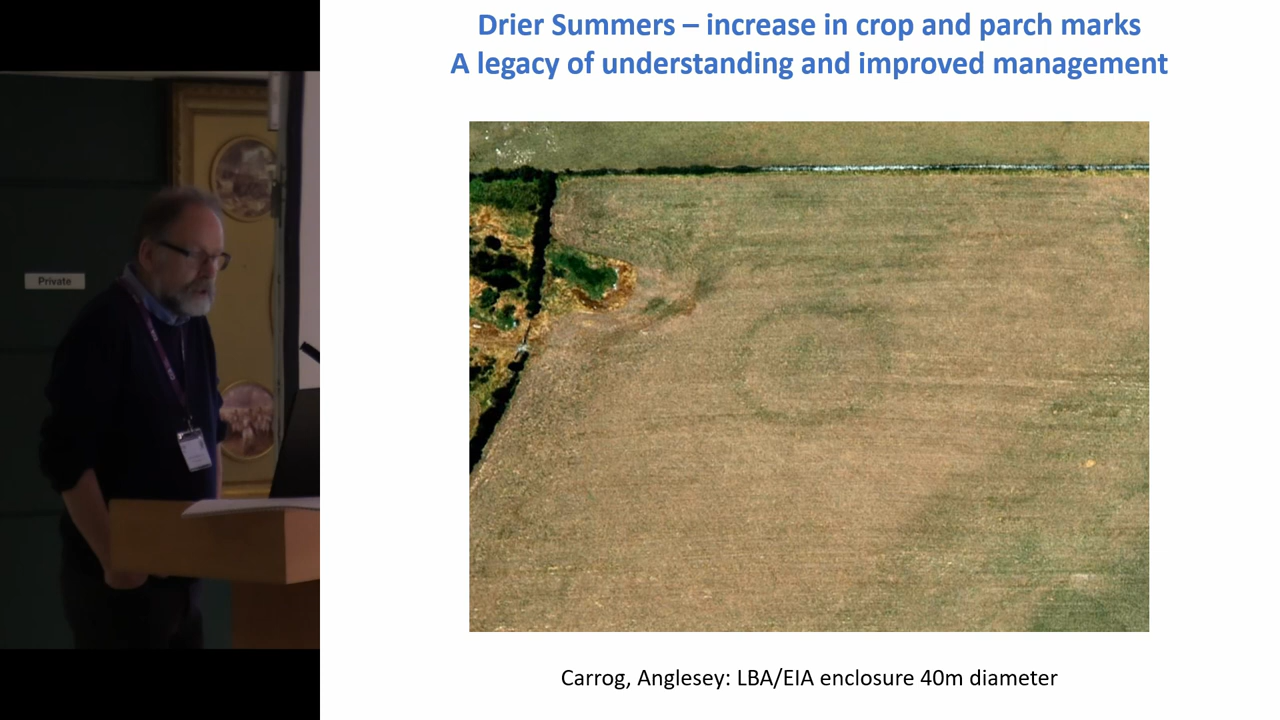 Drier Summers – increase in crop and parch marks
A legacy of understanding and improved management
Private
Carrog, Anglesey: LBA/EIA enclosure 40m diameter